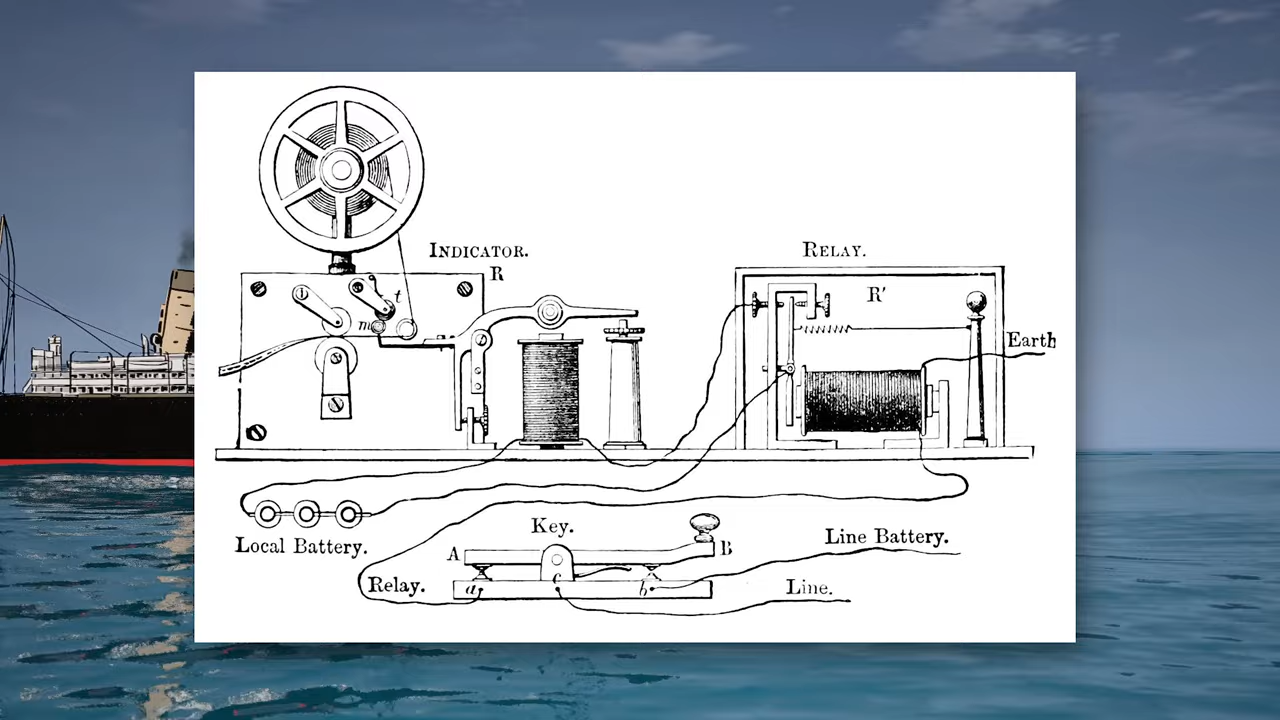 INDICATOR.
R
RELAY.
R'
t
m
Earth
Local Battery.
Key.
A
B
Line Battery.
Relay.
a
c
b
Line.